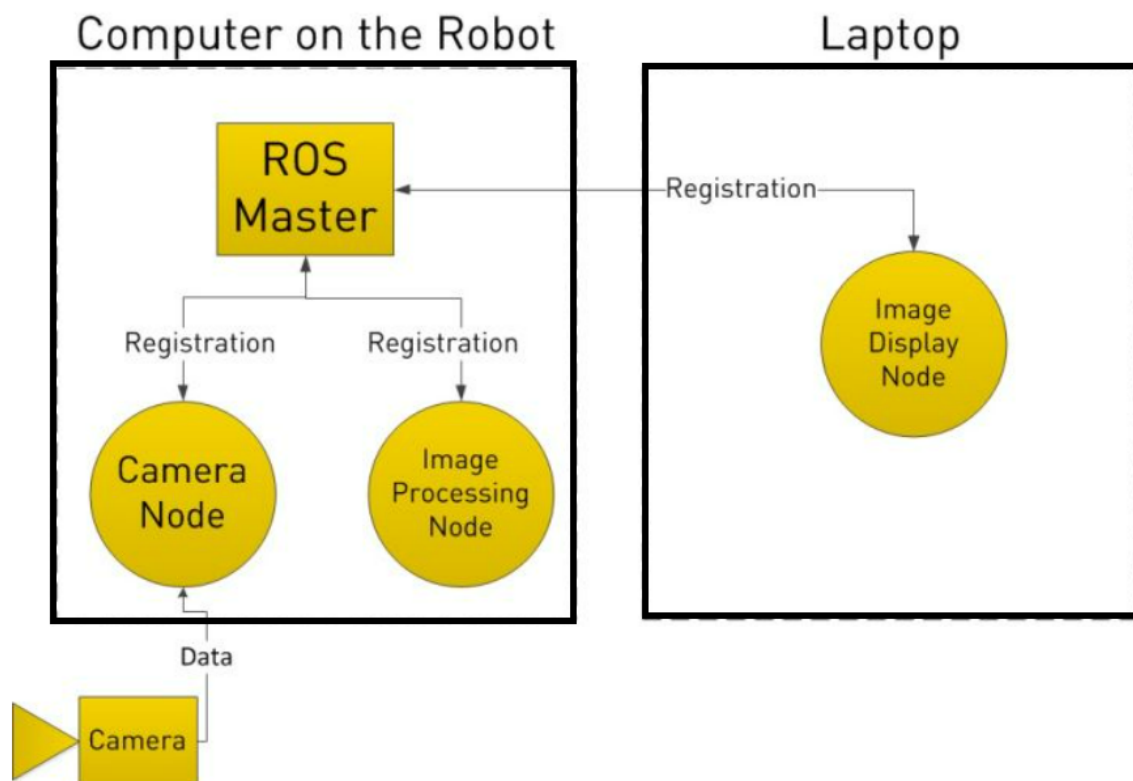 Computer on the Robot
Laptop
ROS
Master
Registration
Image
Display
Node
Registration
Registration
Camera
Node
Image
Processing
Node
Data
Camera